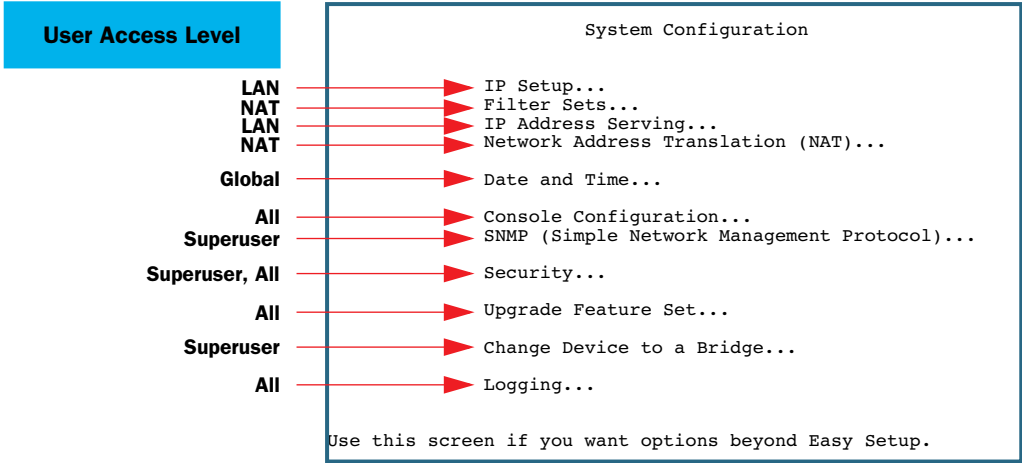 User Access Level
System Configuration
LAN IP Setup...
NAT Filter Sets...
LAN IP Address Serving...
NAT Network Address Translation (NAT)...
Global Date and Time...
All Console Configuration...
Superuser SNMP (Simple Network Management Protocol)...
Superuser, All Security...
All Upgrade Feature Set...
Superuser Change Device to a Bridge...
All Logging...
Use this screen if you want options beyond Easy Setup.